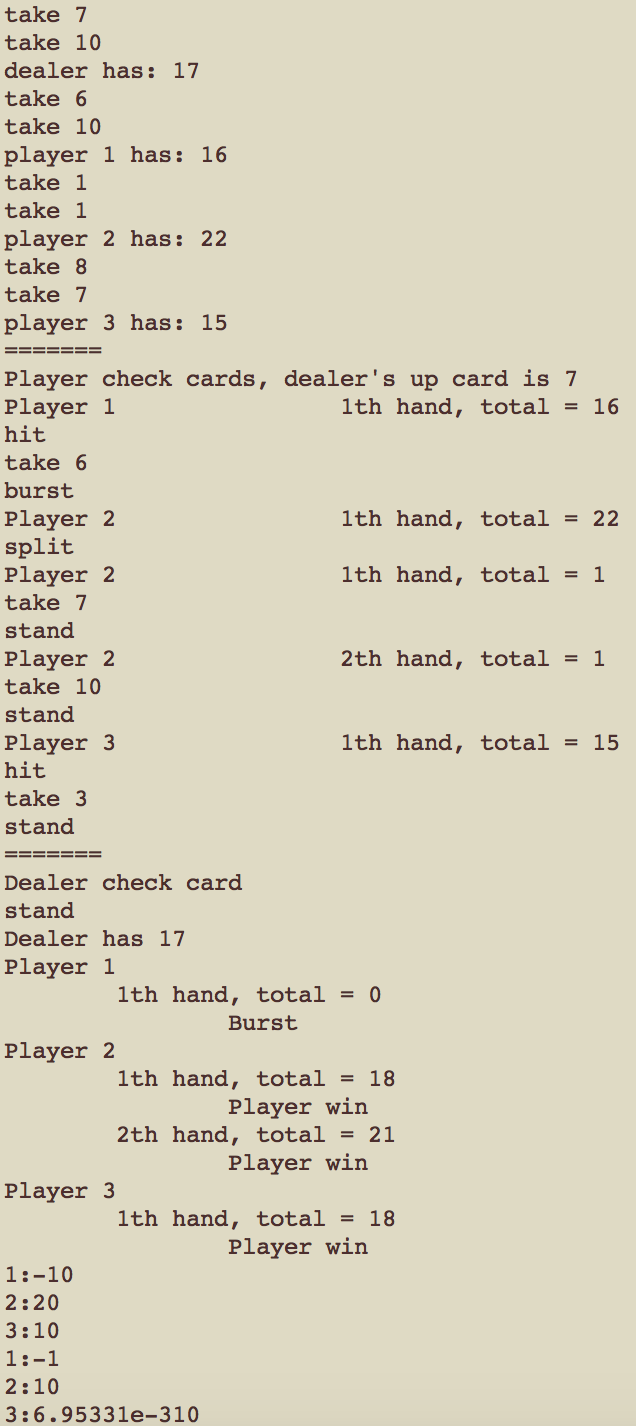 take 7
take 10
dealer has: 17
take 6
take 10
player 1 has: 16
take 1
take 1
player 2 has: 22
take 8
take 7
player 3 has: 15
=======
Player check cards, dealer's up card is 7
Player 1 1th hand, total = 16
hit
take 6
burst
Player 2 1th hand, total = 22
split
Player 2 1th hand, total = 1
take 7
stand
Player 2 2th hand, total = 1
take 10
stand
Player 3 1th hand, total = 15
hit
take 3
stand
=======
Dealer check card
stand
Dealer has 17
Player 1
1th hand, total = 0
Burst
Player 2
1th hand, total = 18
Player win
2th hand, total = 21
Player win
Player 3
1th hand, total = 18
Player win
1:-10
2:20
3:10
1:-1
2:10
3:6.95331e-310